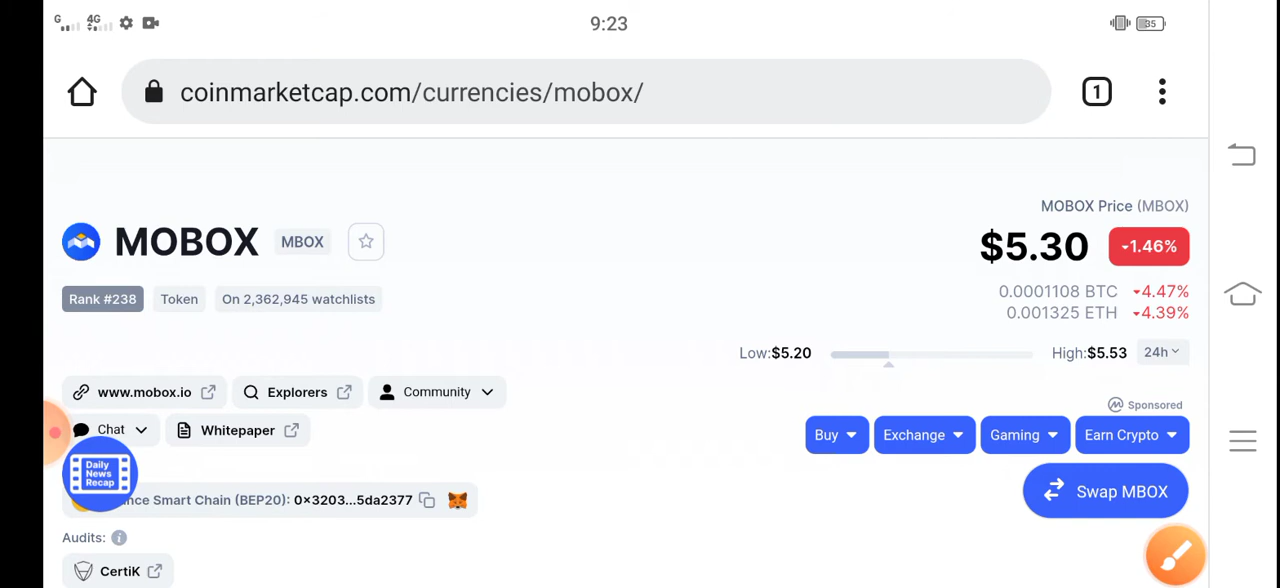 G 4G 9:23 35
coinmarketcap.com/currencies/mobox/ 1
MOBOX Price (MBOX)
MOBOX MBOX $5.30 1.46%
0.0001108 BTC 4.47%
Rank #238 Token On 2,362,945 watchlists
0.001325 ETH 4.39%
Low:$5.20 High:$5.53 24h
www.mobox.io Explorers Community
Sponsored
Chat Whitepaper
Buy Exchange Gaming Earn Crypto
Daily
News
Recap
Swap MBOX
nce Smart Chain (BEP20): 0x3203...5da2377
Audits:
CertiK